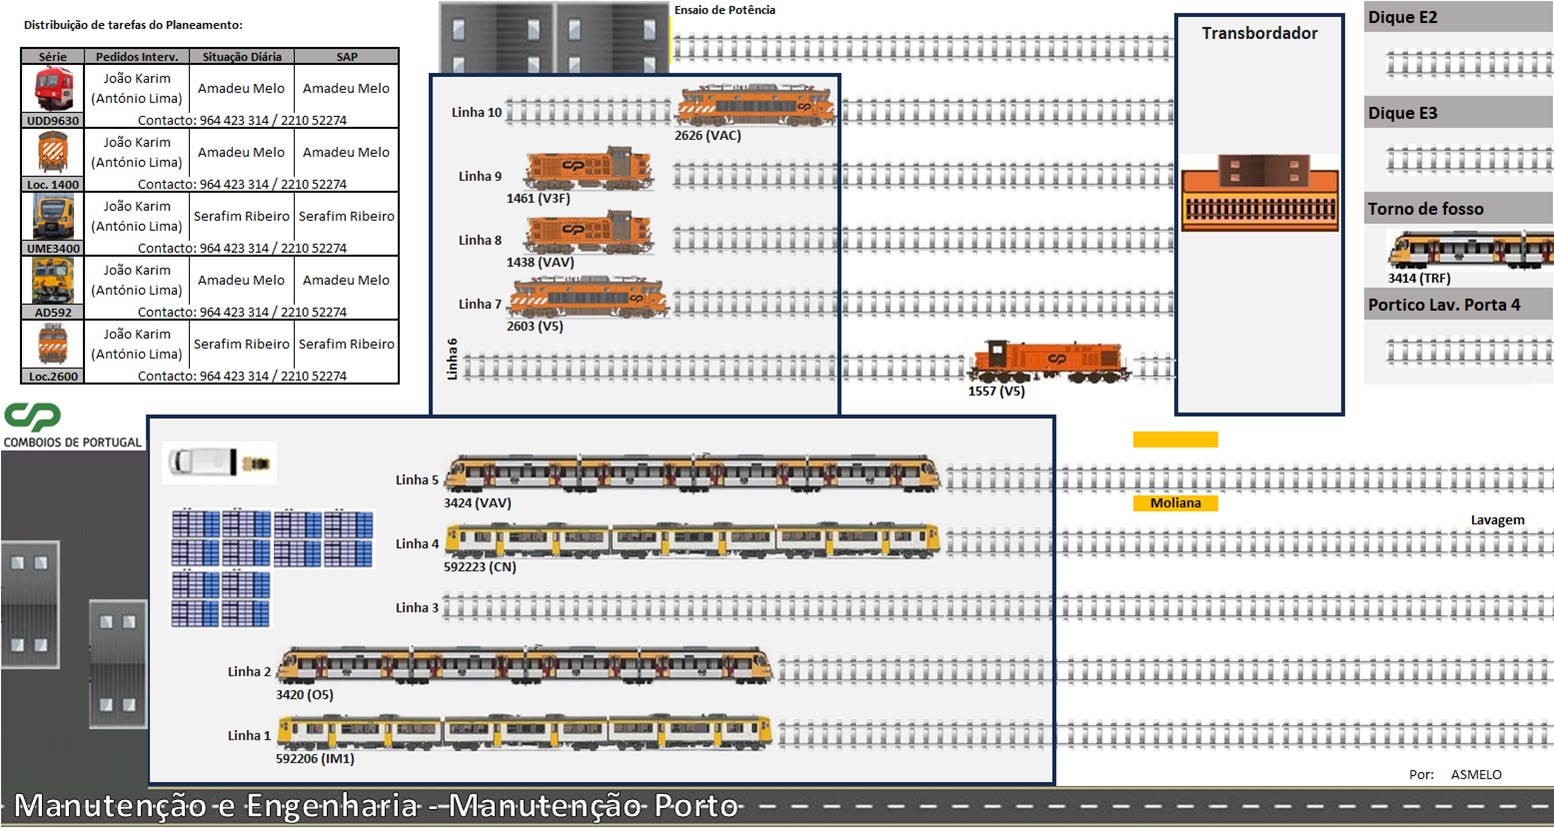 Distribuição de tarefas do Planeamento:
Série Pedidos Interv. Situação Diária SAP
João Karim
(António Lima)
Amadeu Melo Amadeu Melo
UDD9630 Contacto: 964 423 314 / 2210 52274
João Karim
(António Lima)
Amadeu Melo Amadeu Melo
Loc. 1400 Contacto: 964 423 314 / 2210 52274
João Karim
(António Lima)
Serafim Ribeiro Serafim Ribeiro
UME3400 Contacto: 964 423 314 / 2210 52274
João Karim
(António Lima)
Amadeu Melo Amadeu Melo
AD592 Contacto: 964 423 314 / 2210 52274
João Karim
(António Lima)
Serafim Ribeiro Serafim Ribeiro
Loc.2600 Contacto: 964 423 314 / 2210 52274
CP
COMBOIOS DE PORTUGAL
Ensaio de Potência
Linha 10
2626 (VAC)
Linha 9
1461 (V3F)
Linha 8
1438 (VAV)
Linha 7
2603 (V5)
Linha 6
1557 (V5)
Transbordador
Dique E2
Dique E3
Torno de fosso
3414 (TRF)
Portico Lav. Porta 4
Linha 5
3424 (VAV)
Moliana
Lavagem
Linha 4
592223 (CN)
Linha 3
Linha 2
3420 (O5)
Linha 1
592206 (IM1)
Por: ASMELO
Manutenção e Engenharia - Manutenção Porto